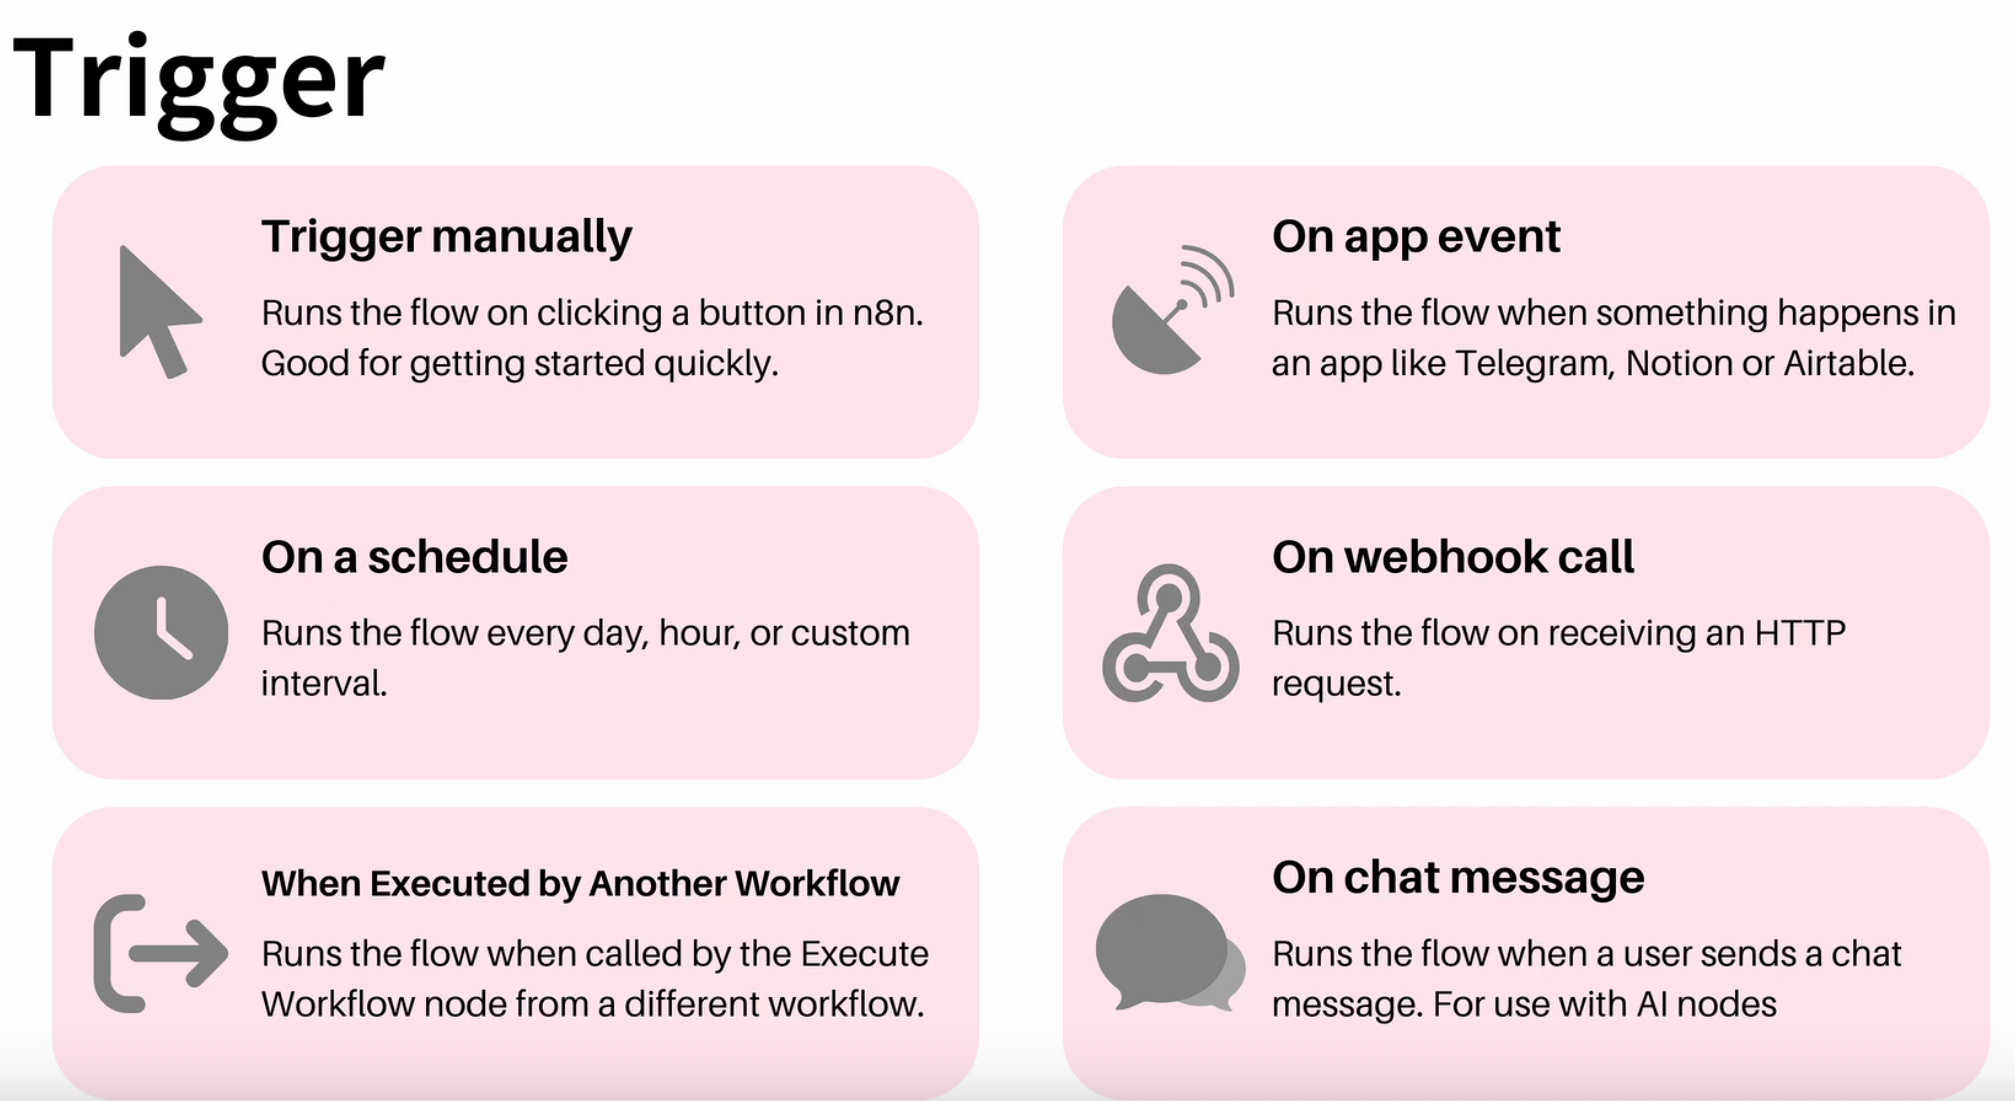 Trigger
Trigger manually
Runs the flow on clicking a button in n8n.
Good for getting started quickly.
On app event
Runs the flow when something happens in
an app like Telegram, Notion or Airtable.
On a schedule
Runs the flow every day, hour, or custom
interval.
On webhook call
Runs the flow on receiving an HTTP
request.
When Executed by Another Workflow
Runs the flow when called by the Execute
Workflow node from a different workflow.
On chat message
Runs the flow when a user sends a chat
message. For use with AI nodes